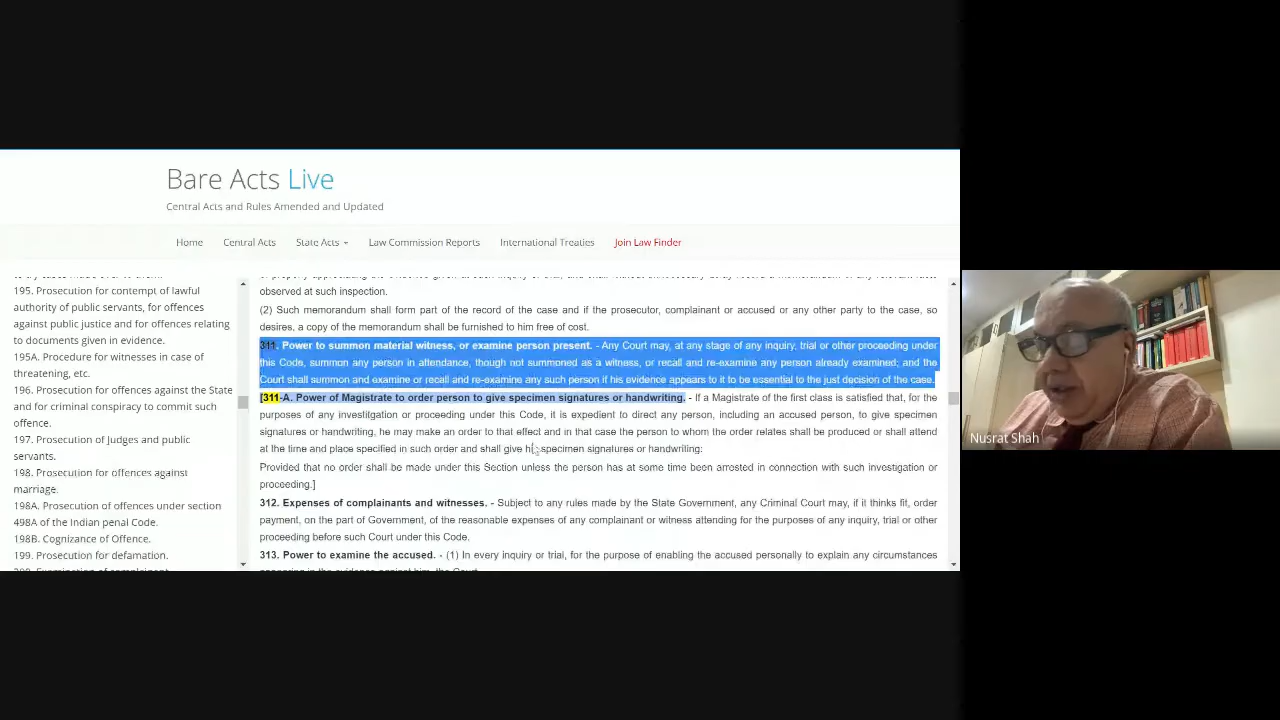 Bare Acts Live
Central Acts and Rules Amended and Updated
Home Central Acts State Acts Law Commission Reports International Treaties Join Law Finder
195. Prosecution for contempt of lawful
authority of public servants, for offences
against public justice and for offences relating
to documents given in evidence.
195A. Procedure for witnesses in case of
threatening, etc.
196. Prosecution for offences against the State
and for criminal conspiracy to commit such
offence.
197. Prosecution of Judges and public
servants.
198. Prosecution for offences against
marriage.
198A. Prosecution of offences under section
498A of the Indian penal Code.
198B. Cognizance of Offence.
199. Prosecution for defamation.
200. Examination of complainant
observed at such inspection.
(2) Such memorandum shall form part of the record of the case and if the prosecutor, complainant or accused or any other party to the case, so
desires, a copy of the memorandum shall be furnished to him free of cost.
311. Power to summon material witness, or examine person present. - Any Court may, at any stage of any inquiry, trial or other proceeding under
this Code, summon any person in attendance, though not summoned as a witness, or recall and re-examine any person already examined; and the
Court shall summon and examine or recall and re-examine any such person if his evidence appears to it to be essential to the just decision of the case.
[311-A. Power of Magistrate to order person to give specimen signatures or handwriting. - If a Magistrate of the first class is satisfied that, for the
purposes of any investitgation or proceeding under this Code, it is expedient to direct any person, including an accused person, to give specimen
signatures or handwriting, he may make an order to that effect and in that case the person to whom the order relates shall be produced or shall attend
at the time and place specified in such order and shall give his specimen signatures or handwriting:
Provided that no order shall be made under this Section unless the person has at some time been arrested in connection with such investigation or
proceeding.]
312. Expenses of complainants and witnesses. - Subject to any rules made by the State Government, any Criminal Court may, if it thinks fit, order
payment, on the part of Government, of the reasonable expenses of any complainant or witness attending for the purposes of any inquiry, trial or other
proceeding before such Court under this Code.
313. Power to examine the accused. - (1) In every inquiry or trial, for the purpose of enabling the accused personally to explain any circumstances
appearing in the evidence against him, the Court
Nusrat Shah